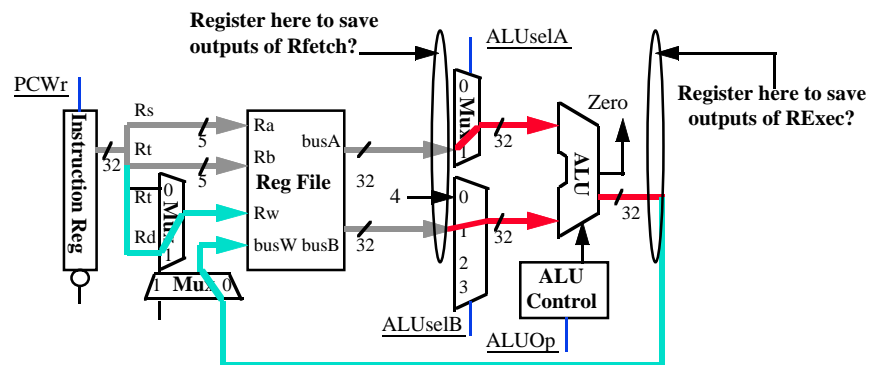 Register here to save
outputs of Rfetch?
ALUselA
PCWr
Register here to save
outputs of RExec?
Zero
Instruction Reg
Rs
Rt
Rt
Rd
32
5
5
0
Mux
1
Ra
Rb
Reg File
Rw
busW busB
busA
32
32
1 Mux 0
4
0
Mux
1
0
1
2
3
32
32
ALU
32
ALU
Control
ALUselB
ALUOp